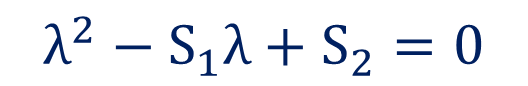 λ² − S₁λ + S₂ = 0